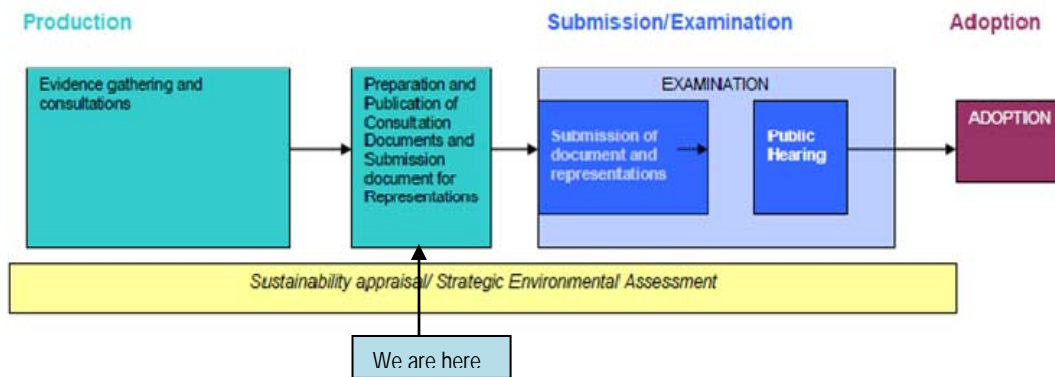 Production
Submission/Examination
Adoption
Evidence gathering and
consultations
Preparation and
Publication of
Consultation
Documents and
Submission
document for
Representations
EXAMINATION
Submission of
document and
representations
Public
Hearing
ADOPTION
Sustainability appraisal/ Strategic Environmental Assessment
We are here